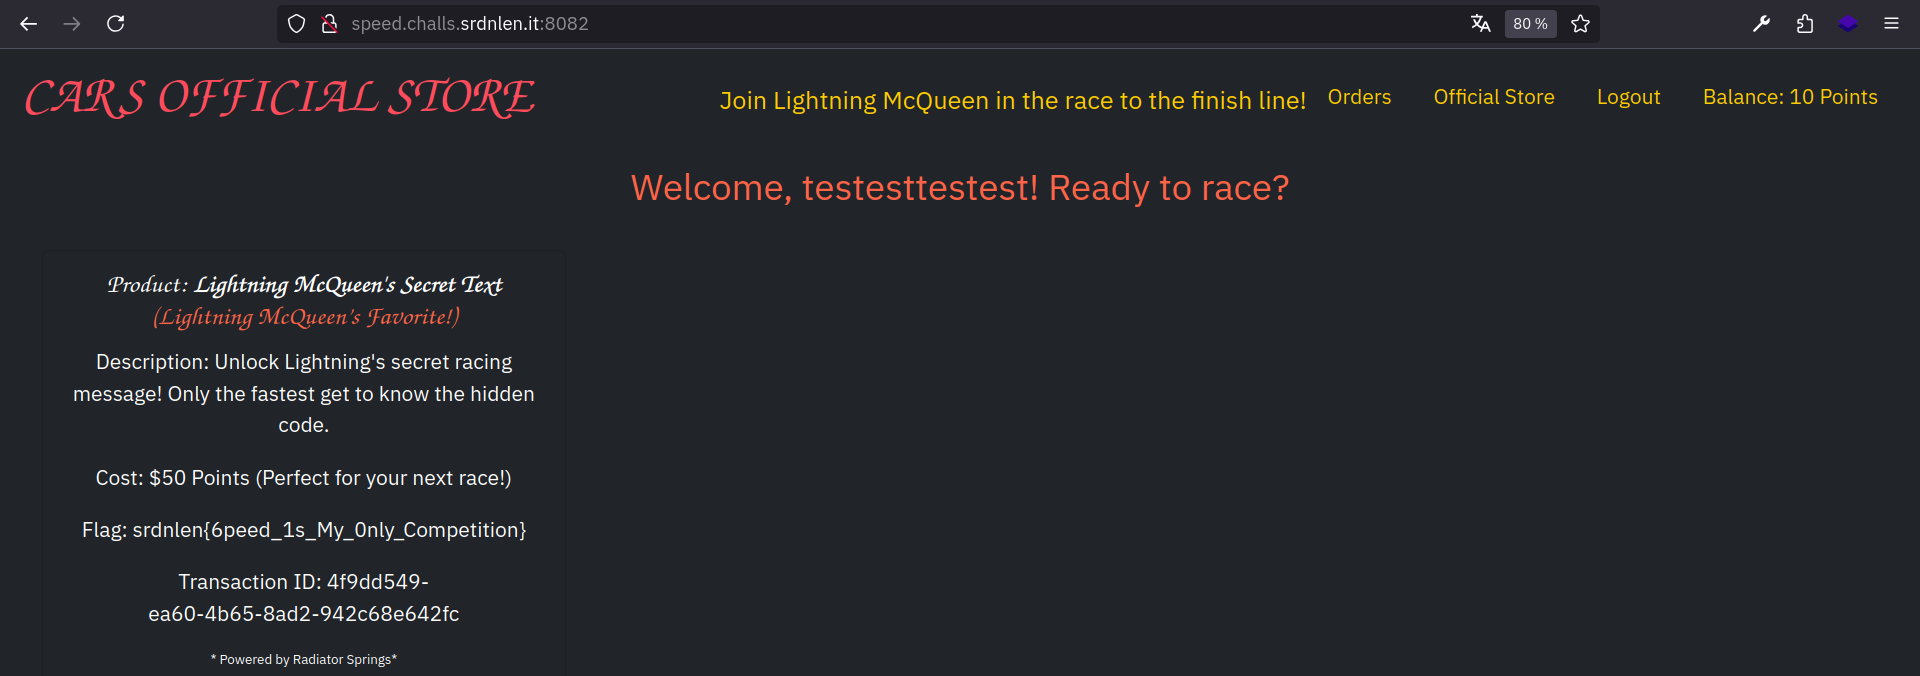 speed.challs.srdnlen.it:8082
80 %
CARS OFFICIAL STORE
Join Lightning McQueen in the race to the finish line!
Orders
Official Store
Logout
Balance: 10 Points
Welcome, testesttestest! Ready to race?
Product: Lightning McQueen's Secret Text
(Lightning McQueen's Favorite!)
Description: Unlock Lightning's secret racing
message! Only the fastest get to know the hidden
code.
Cost: $50 Points (Perfect for your next race!)
Flag: srdnlen{6peed_1s_My_0nly_Competition}
Transaction ID: 4f9dd549-
ea60-4b65-8ad2-942c68e642fc
* Powered by Radiator Springs*